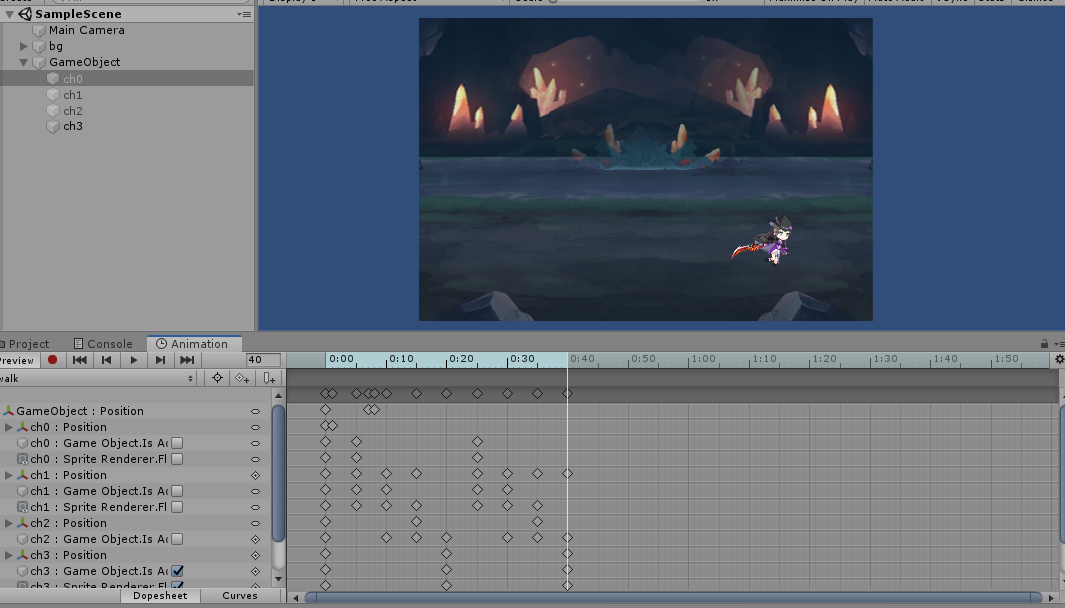 SampleScene
Main Camera
bg
GameObject
ch0
ch1
ch2
ch3
Project Console Animation
Preview 40 0:00 0:10 0:20 0:30 0:40 0:50 1:00 1:10 1:20 1:30 1:40 1:50
walk
GameObject : Position
ch0 : Position
ch0 : Game Object.Is Ac
ch0 : Sprite Renderer.Fl
ch1 : Position
ch1 : Game Object.Is Ac
ch1 : Sprite Renderer.Fl
ch2 : Position
ch2 : Game Object.Is Ac
ch3 : Position
ch3 : Game Object.Is Ac
ch3 : Sprite Renderer.Fl
Dopesheet Curves